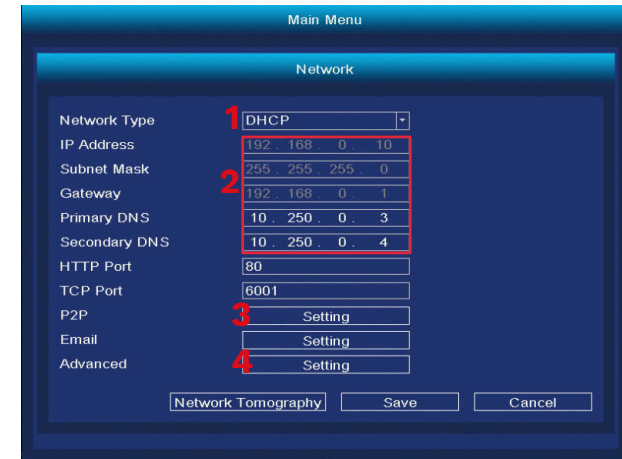 Main Menu
Network
Network Type 1 DHCP
IP Address 192 . 168 . 0 . 10
Subnet Mask 255 . 255 . 255 . 0
2
Gateway 192 . 168 . 0 . 1
Primary DNS 10 . 250 . 0 . 3
Secondary DNS 10 . 250 . 0 . 4
HTTP Port 80
TCP Port 6001
P2P 3 Setting
Email Setting
Advanced 4 Setting
Network Tomography Save Cancel